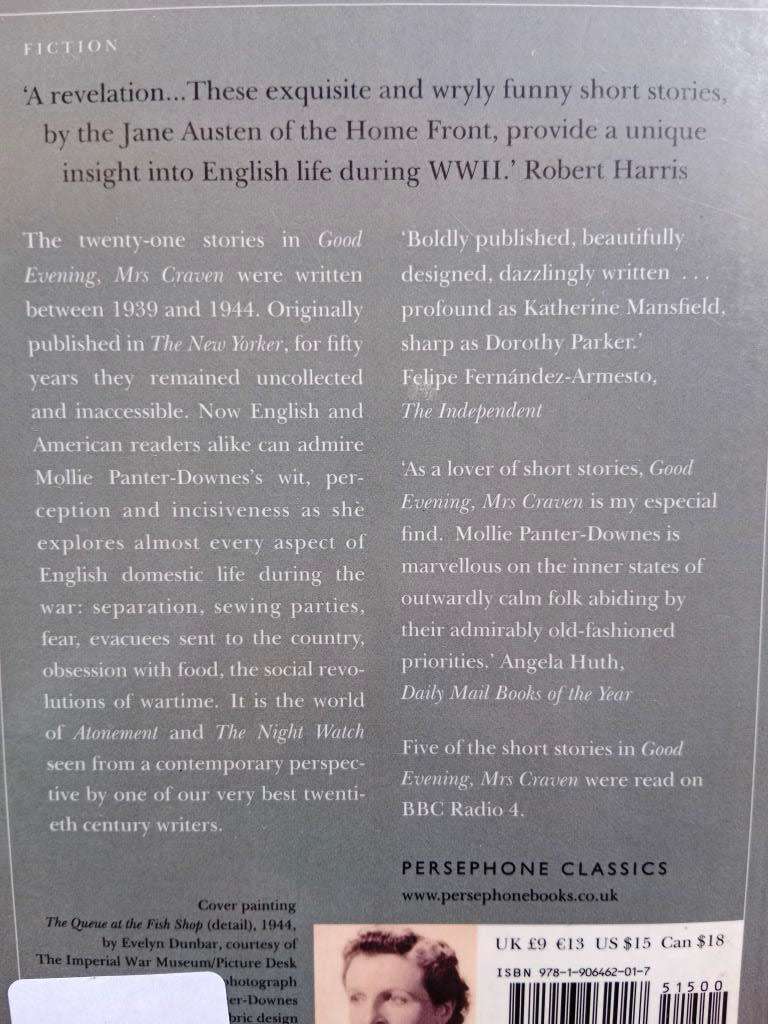 FICTION
‘A revelation...These exquisite and wryly funny short stories,
by the Jane Austen of the Home Front, provide a unique
insight into English life during WWII.’ Robert Harris
The twenty-one stories in Good
Evening, Mrs Craven were written
between 1939 and 1944. Originally
published in The New Yorker, for fifty
years they remained uncollected
and inaccessible. Now English and
American readers alike can admire
Mollie Panter-Downes's wit, per-
ception and incisiveness as she
explores almost every aspect of
English domestic life during the
war: separation, sewing parties,
fear, evacuees sent to the country,
obsession with food, the social revo-
lutions of wartime. It is the world
of Atonement and The Night Watch
seen from a contemporary perspec-
tive by one of our very best twenti-
eth century writers.
‘Boldly published, beautifully
designed, dazzlingly written ...
profound as Katherine Mansfield,
sharp as Dorothy Parker.’
Felipe Fernández-Armesto,
The Independent
‘As a lover of short stories, Good
Evening, Mrs Craven is my especial
find. Mollie Panter-Downes is
marvellous on the inner states of
outwardly calm folk abiding by
their admirably old-fashioned
priorities.’ Angela Huth,
Daily Mail Books of the Year
Five of the short stories in Good
Evening, Mrs Craven were read on
BBC Radio 4.
PERSEPHONE CLASSICS
www.persephonebooks.co.uk
Cover painting
The Queue at the Fish Shop (detail), 1944,
by Evelyn Dunbar, courtesy of
The Imperial War Museum/Picture Desk
hotograph
er-Downes
bric design
UK £9 €13 US $15 Can $18
ISBN 978-1-906462-01-7
51500